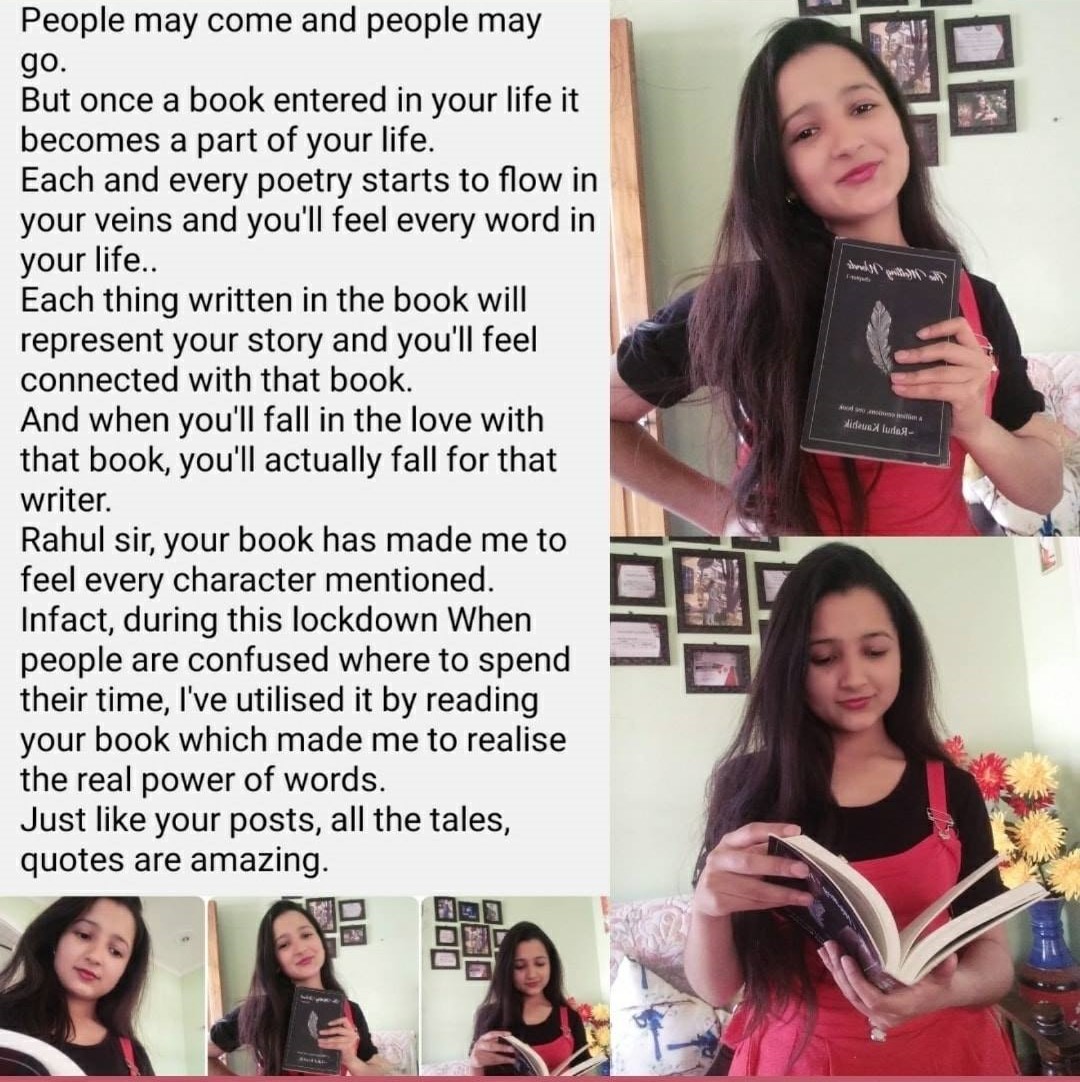 People may come and people may
go.
But once a book entered in your life it
becomes a part of your life.
Each and every poetry starts to flow in
your veins and you'll feel every word in
your life..
Each thing written in the book will
represent your story and you'll feel
connected with that book.
And when you'll fall in the love with
that book, you'll actually fall for that
writer.
Rahul sir, your book has made me to
feel every character mentioned.
Infact, during this lockdown When
people are confused where to spend
their time, I've utilised it by reading
your book which made me to realise
the real power of words.
Just like your posts, all the tales,
quotes are amazing.
The Melting Words
a million emotions, one book
-Rahul Kaushik